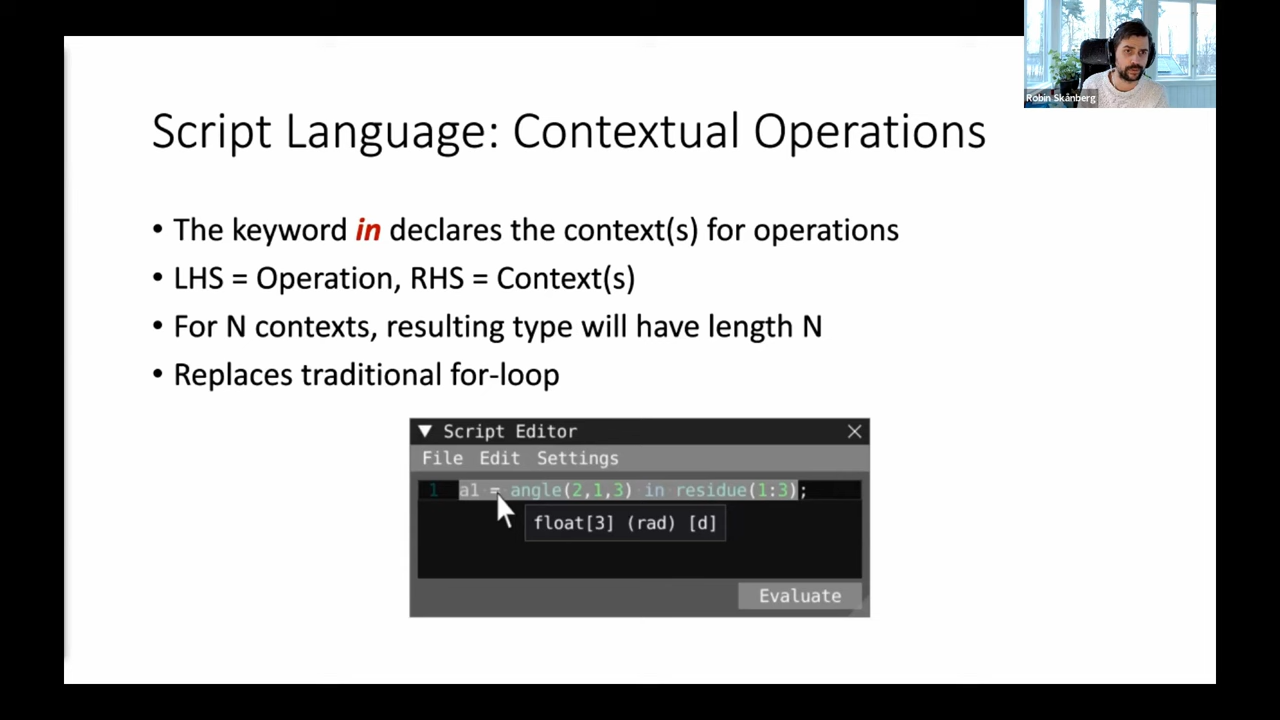 Robin Skånberg
Script Language: Contextual Operations
• The keyword in declares the context(s) for operations
• LHS = Operation, RHS = Context(s)
• For N contexts, resulting type will have length N
• Replaces traditional for-loop
▼ Script Editor ×
File Edit Settings
1 a1 = angle(2,1,3) in residue(1:3);
float[3] (rad) [d]
Evaluate